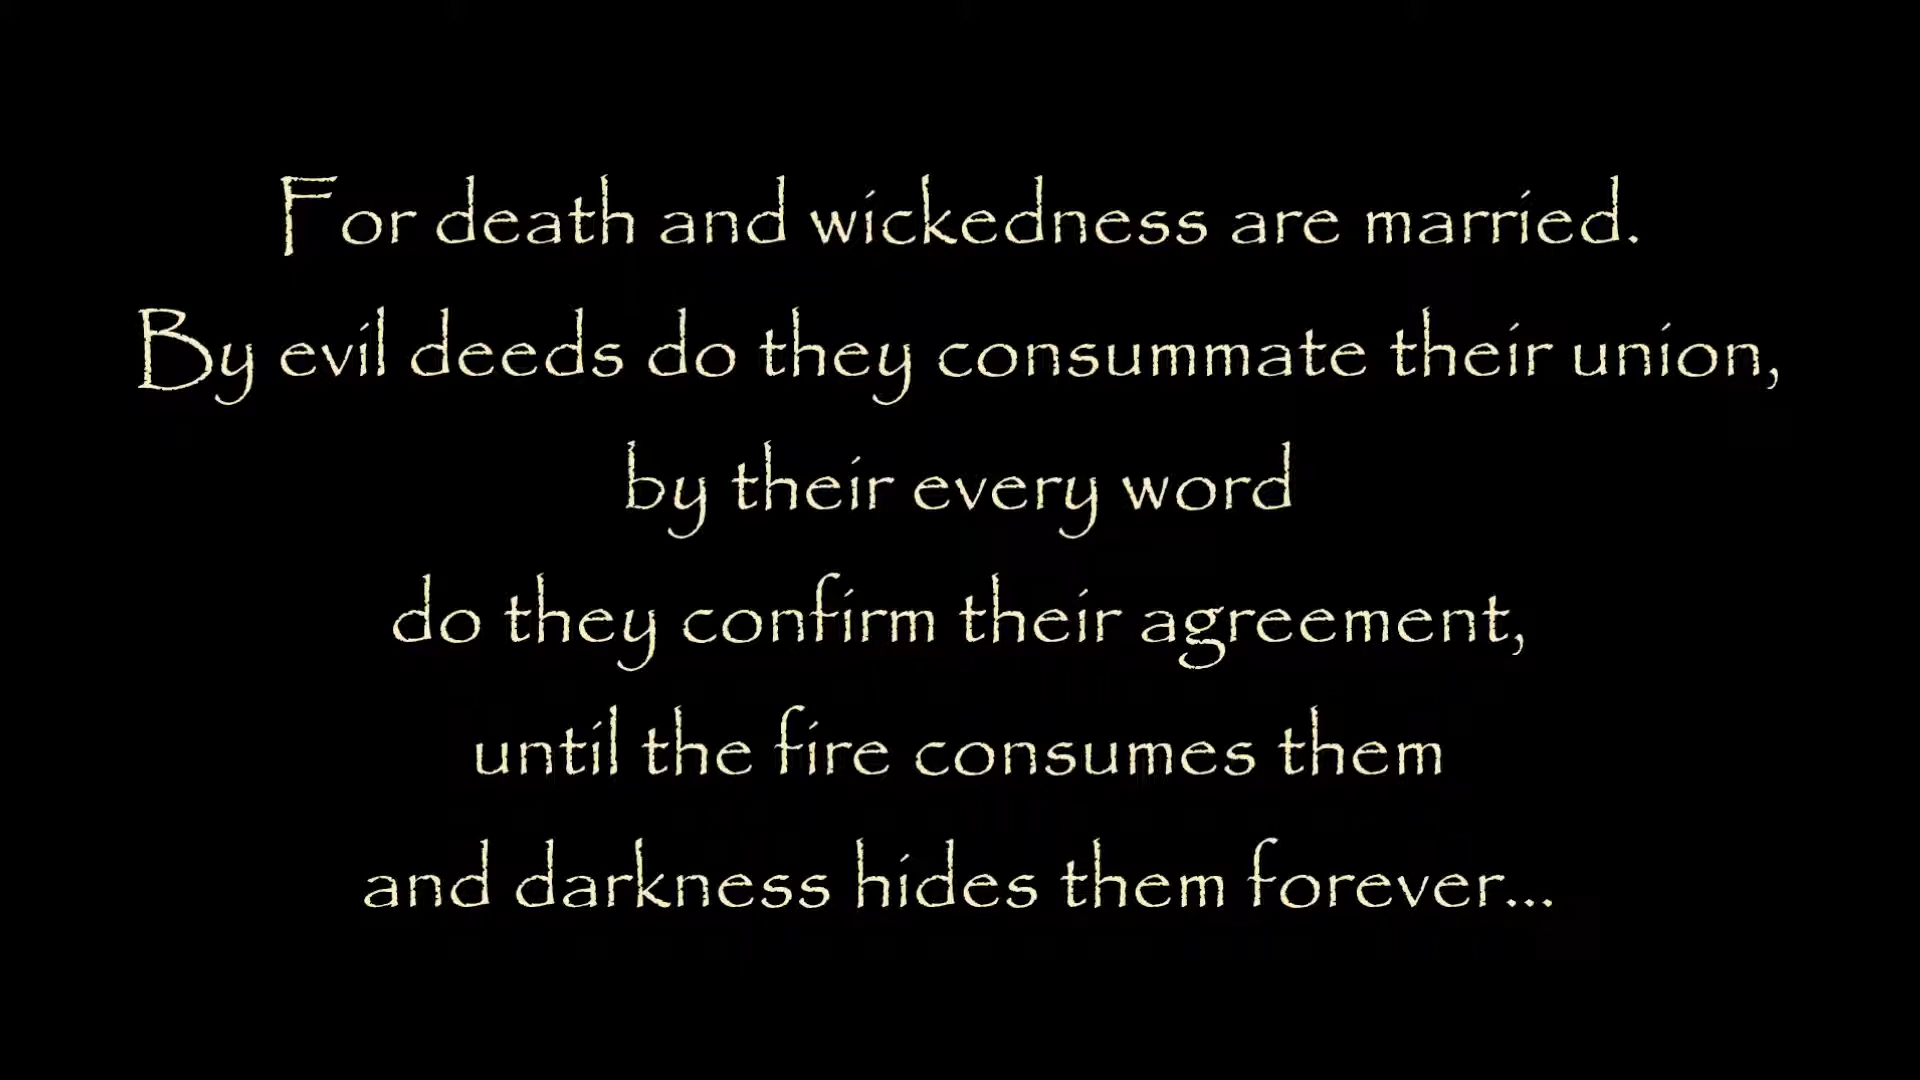 For death and wickedness are married.
By evil deeds do they consummate their union,
by their every word
do they confirm their agreement,
until the fire consumes them
and darkness hides them forever...